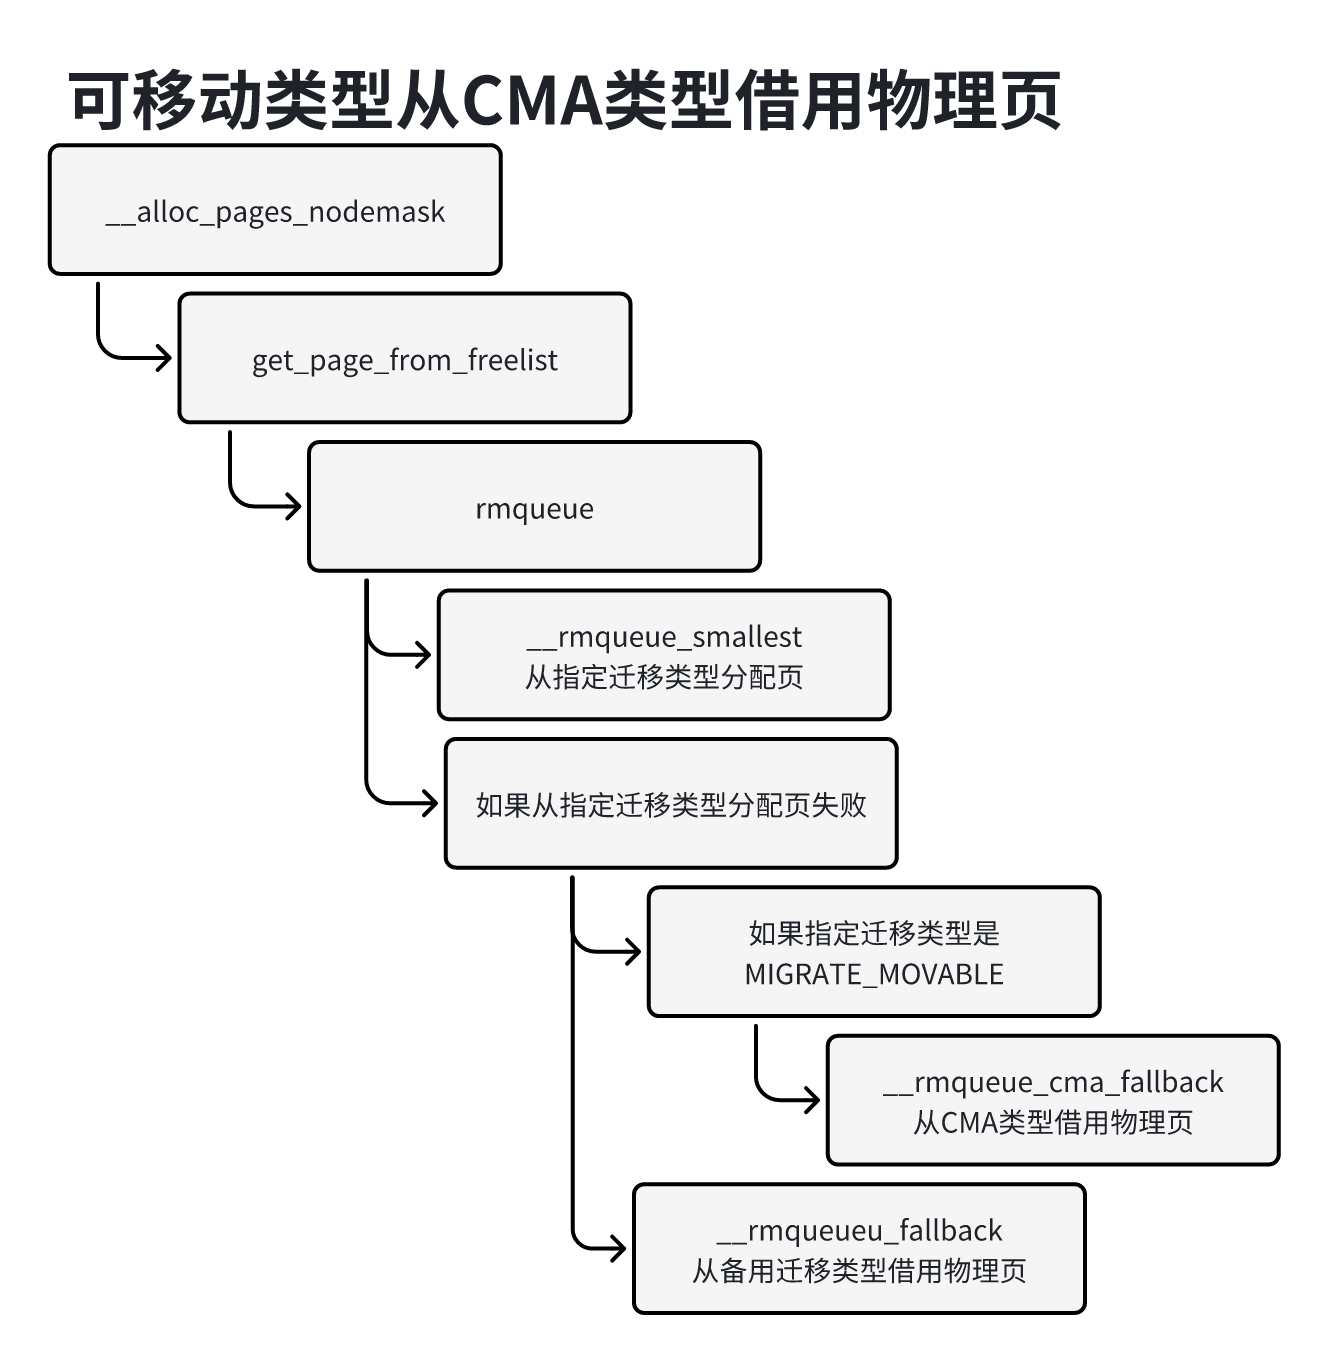 可移动类型从CMA类型借用物理页
__alloc_pages_nodemask
get_page_from_freelist
rmqueue
__rmqueue_smallest
从指定迁移类型分配页
如果从指定迁移类型分配页失败
如果指定迁移类型是
MIGRATE_MOVABLE
__rmqueue_cma_fallback
从CMA类型借用物理页
__rmqueueu_fallback
从备用迁移类型借用物理页